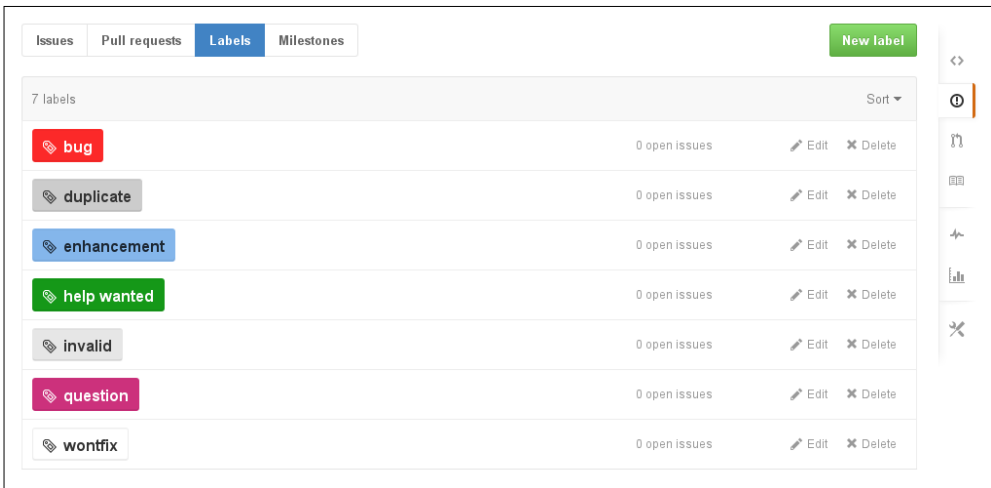 Issues Pull requests Labels Milestones New label
7 labels Sort
bug 0 open issues Edit Delete
duplicate 0 open issues Edit Delete
enhancement 0 open issues Edit Delete
help wanted 0 open issues Edit Delete
invalid 0 open issues Edit Delete
question 0 open issues Edit Delete
wontfix 0 open issues Edit Delete